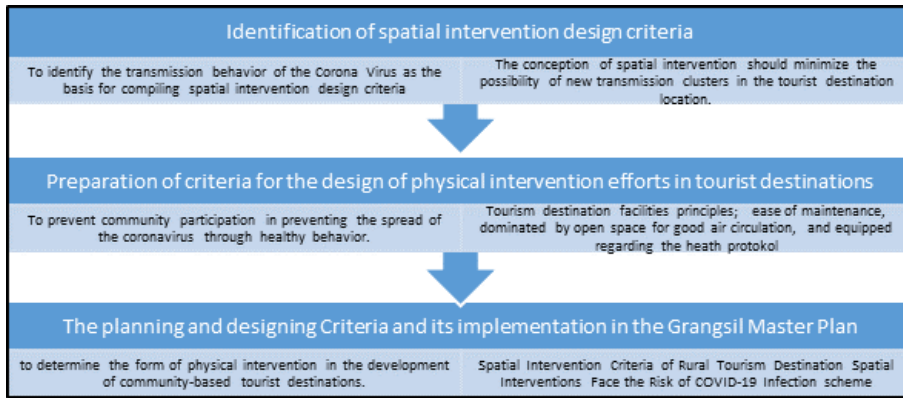 Identification of spatial intervention design criteria
To identify the transmission behavior of the Corona Virus as the
basis for compiling spatial intervention design criteria
The conception of spatial intervention should minimize the
possibility of new transmission clusters in the tourist destination
location.
Preparation of criteria for the design of physical intervention efforts in tourist destinations
To prevent community participation in preventing the spread of
the coronavirus through healthy behavior.
Tourism destination facilities principles; ease of maintenance,
dominated by open space for good air circulation, and equipped
regarding the heath protokol
The planning and designing Criteria and its implementation in the Grangsil Master Plan
to determine the form of physical intervention in the development
of community-based tourist destinations.
Spatial Intervention Criteria of Rural Tourism Destination Spatial
Interventions Face the Risk of COVID-19 Infection scheme